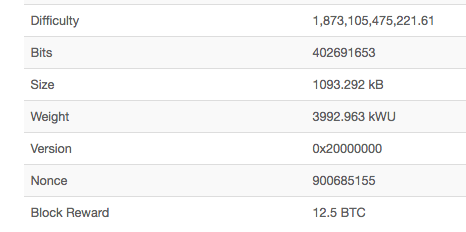 Difficulty 1,873,105,475,221.61
Bits 402691653
Size 1093.292 kB
Weight 3992.963 kWU
Version 0x20000000
Nonce 900685155
Block Reward 12.5 BTC